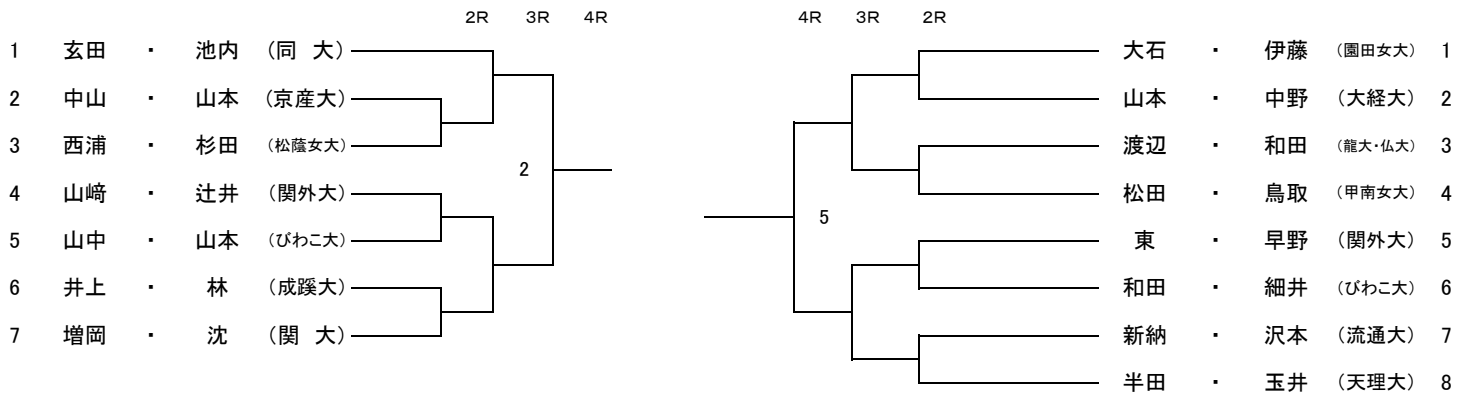 2R 3R 4R
1 玄田 ・ 池内 (同 大)
2 中山 ・ 山本 (京産大)
3 西浦 ・ 杉田 (松蔭女大)
2
4 山﨑 ・ 辻井 (関外大)
5 山中 ・ 山本 (びわこ大)
6 井上 ・ 林 (成蹊大)
7 増岡 ・ 沈 (関 大)
4R 3R 2R
大石 ・ 伊藤 (園田女大) 1
山本 ・ 中野 (大経大) 2
渡辺 ・ 和田 (龍大・仏大) 3
松田 ・ 鳥取 (甲南女大) 4
5
東 ・ 早野 (関外大) 5
和田 ・ 細井 (びわこ大) 6
新納 ・ 沢本 (流通大) 7
半田 ・ 玉井 (天理大) 8